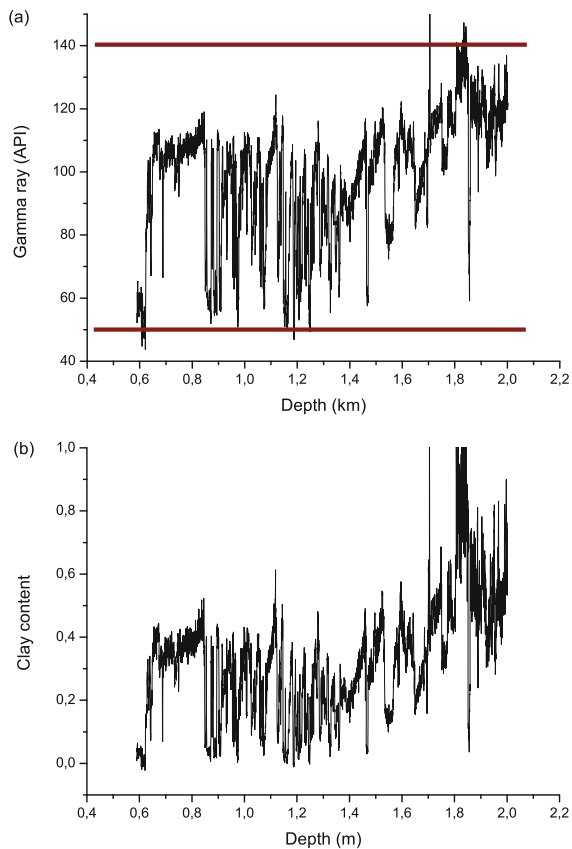 (a)
140
120
100
80
60
40
Gamma ray (API)
0,4 0,6 0,8 1,0 1,2 1,4 1,6 1,8 2,0 2,2
Depth (km)
(b)
1,0
0,8
0,6
0,4
0,2
0,0
Clay content
0,4 0,6 0,8 1,0 1,2 1,4 1,6 1,8 2,0 2,2
Depth (m)